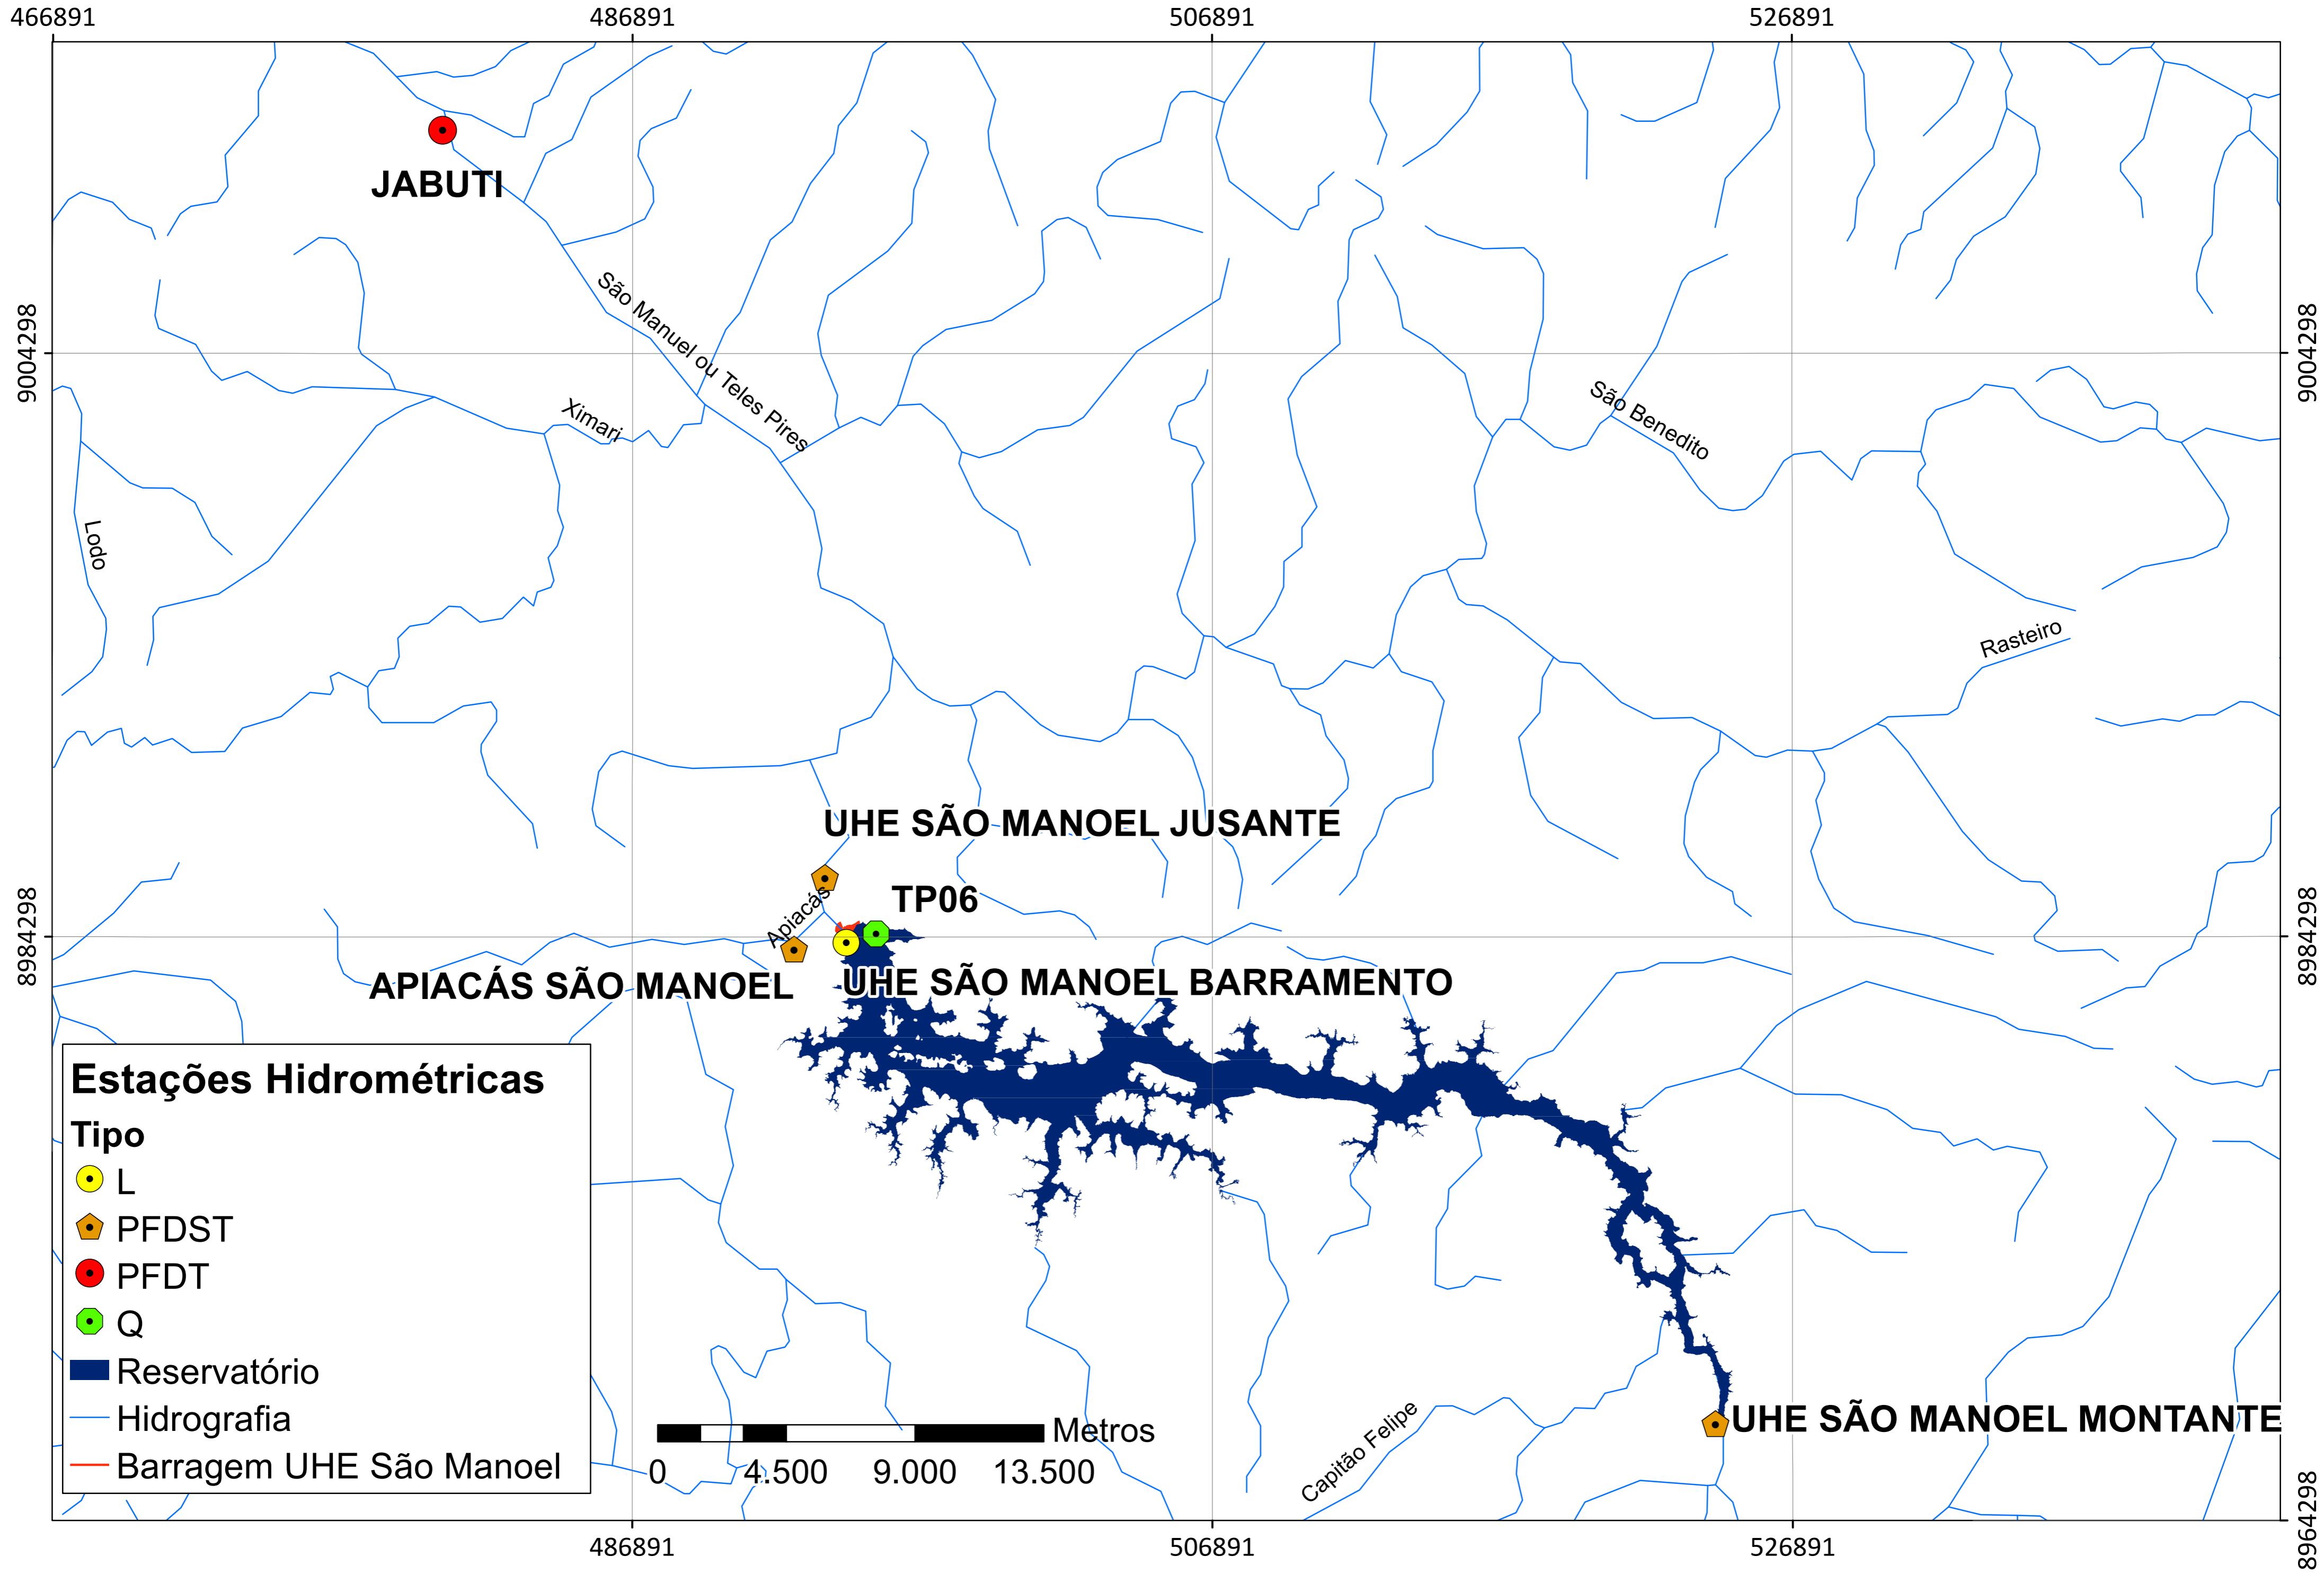 466891
486891
506891
526891
JABUTI
São Manuel ou Teles Pires
9004298
9004298
Ximari
São Benedito
Lodo
Rasteiro
UHE SÃO MANOEL JUSANTE
TP06
Apiacás
8984298
8984298
APIACÁS SÃO MANOEL
UHE SÃO MANOEL BARRAMENTO
Estações Hidrométricas
Tipo
L
PFDST
PFDT
Q
Reservatório
Hidrografia
Barragem UHE São Manoel
Metros
0 4.500 9.000 13.500
Capitão Felipe
UHE SÃO MANOEL MONTANTE
8964298
486891
506891
526891